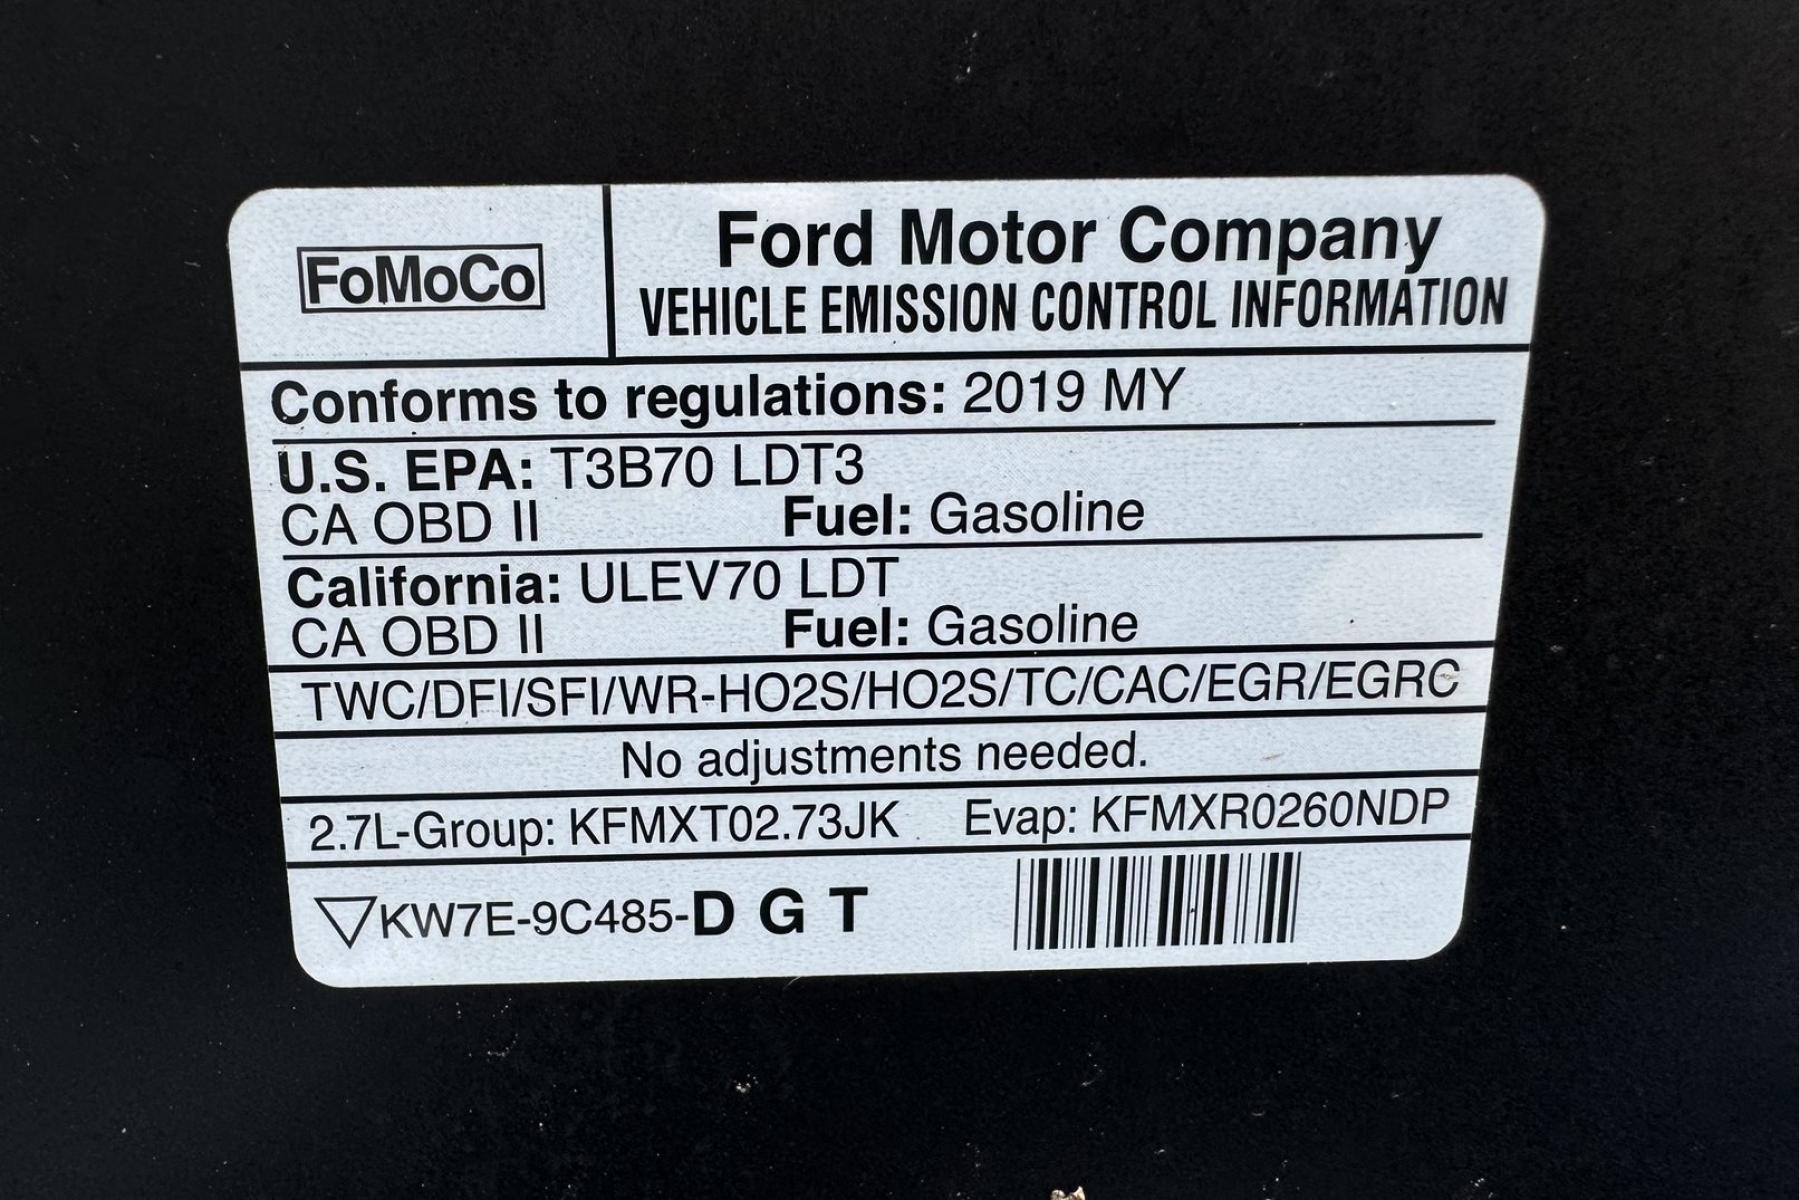 FoMoCo
Ford Motor Company
VEHICLE EMISSION CONTROL INFORMATION
Conforms to regulations: 2019 MY
U.S. EPA: T3B70 LDT3
CA OBD II Fuel: Gasoline
California: ULEV70 LDT
CA OBD II Fuel: Gasoline
TWC/DFI/SFI/WR-HO2S/HO2S/TC/CAC/EGR/EGRC
No adjustments needed.
2.7L-Group: KFMXT02.73JK Evap: KFMXR0260NDP
▽KW7E-9C485-D G T